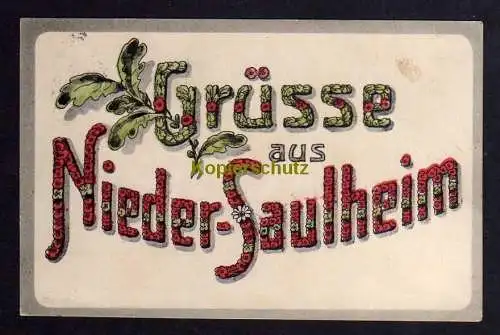 Grüsse
aus
Kopierschutz
Nieder-Saulheim